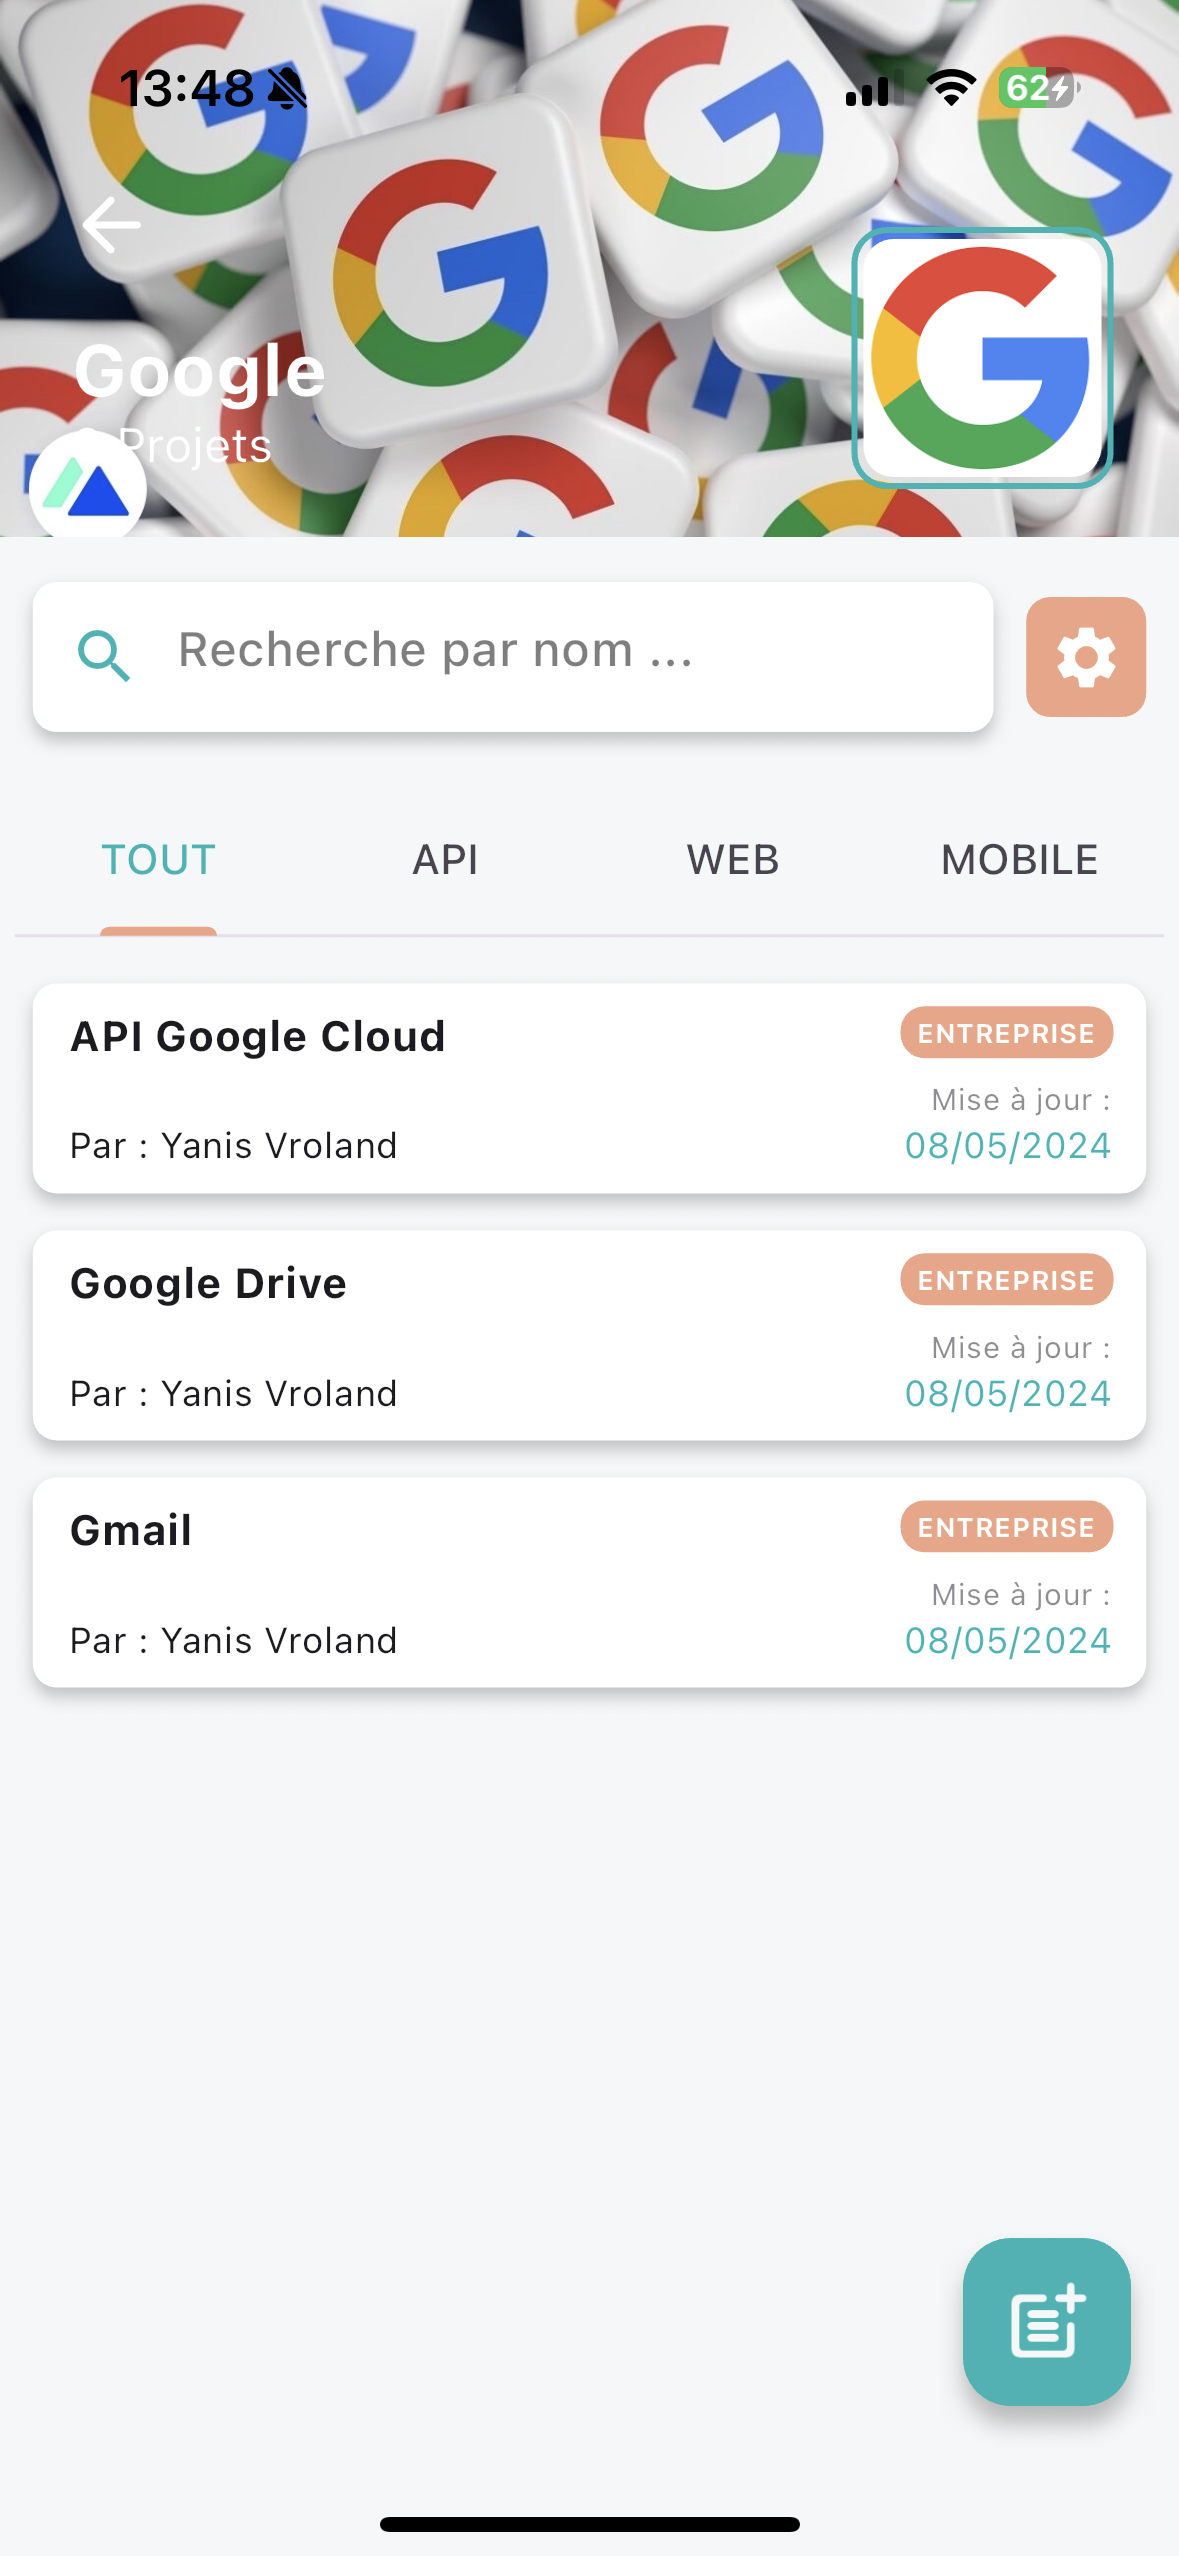 13:48
62
Google
Projets
Recherche par nom ...
TOUT API WEB MOBILE
API Google Cloud
ENTREPRISE
Mise à jour :
Par : Yanis Vroland
08/05/2024
Google Drive
ENTREPRISE
Mise à jour :
Par : Yanis Vroland
08/05/2024
Gmail
ENTREPRISE
Mise à jour :
Par : Yanis Vroland
08/05/2024